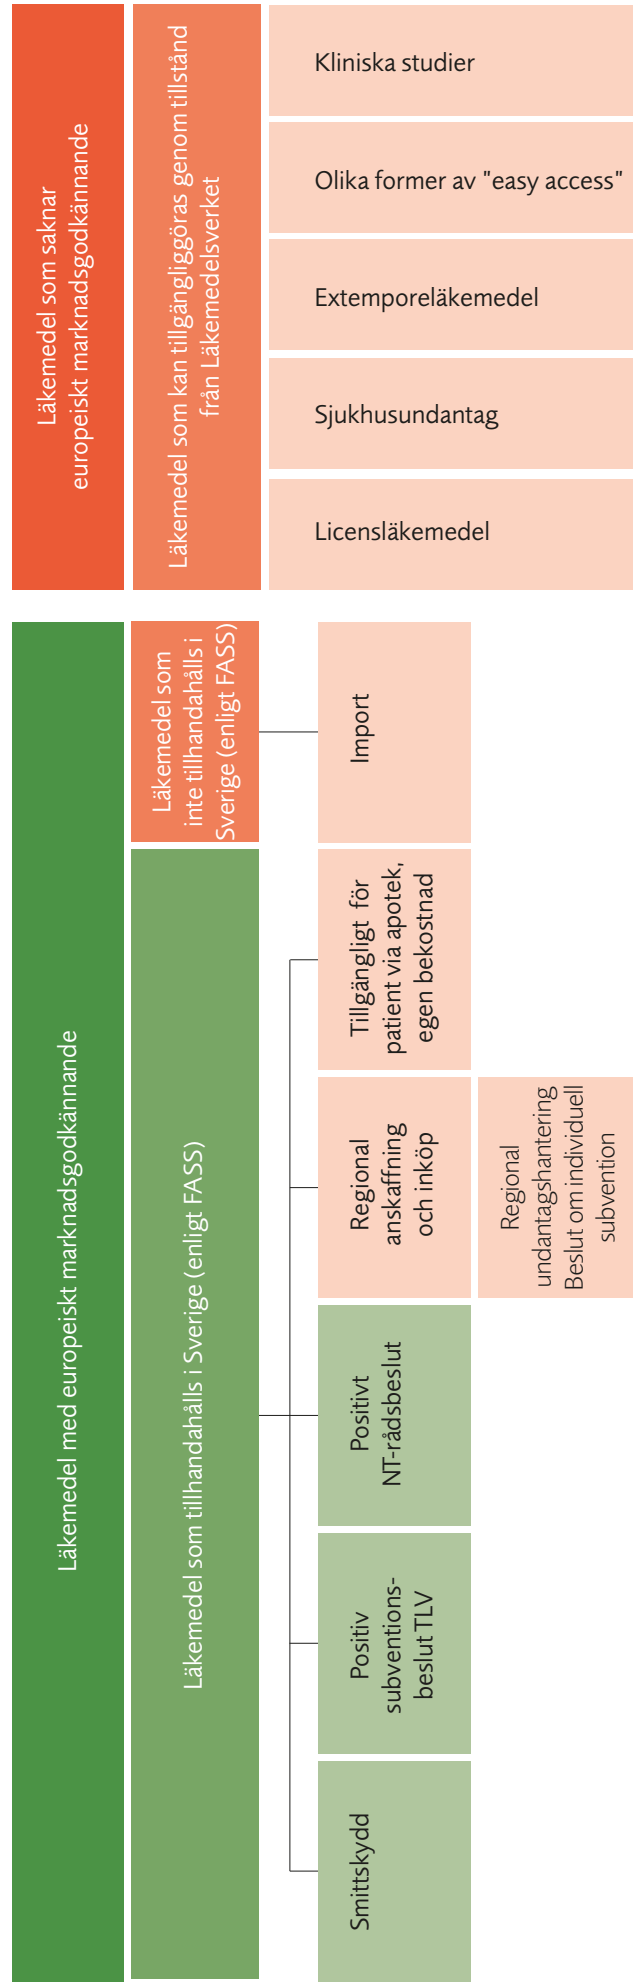 Läkemedel med europeiskt marknadsgodkännande
Läkemedel som tillhandahålls i Sverige (enligt FASS)
Smittskydd
Positiv
subventions-
beslut TLV
Positivt
NT-rådsbeslut
Regional
anskaffning
och inköp
Regional
undantagshantering
Beslut om individuell
subvention
Tillgängligt för
patient via apotek,
egen bekostnad
Läkemedel som
inte tillhandahålls i
Sverige (enligt FASS)
Import
Läkemedel som saknar
europeiskt marknadsgodkännande
Läkemedel som kan tillgängliggöras genom tillstånd
från Läkemedelsverket
Kliniska studier
Olika former av "easy access"
Extemporeläkemedel
Sjukhusundantag
Licensläkemedel